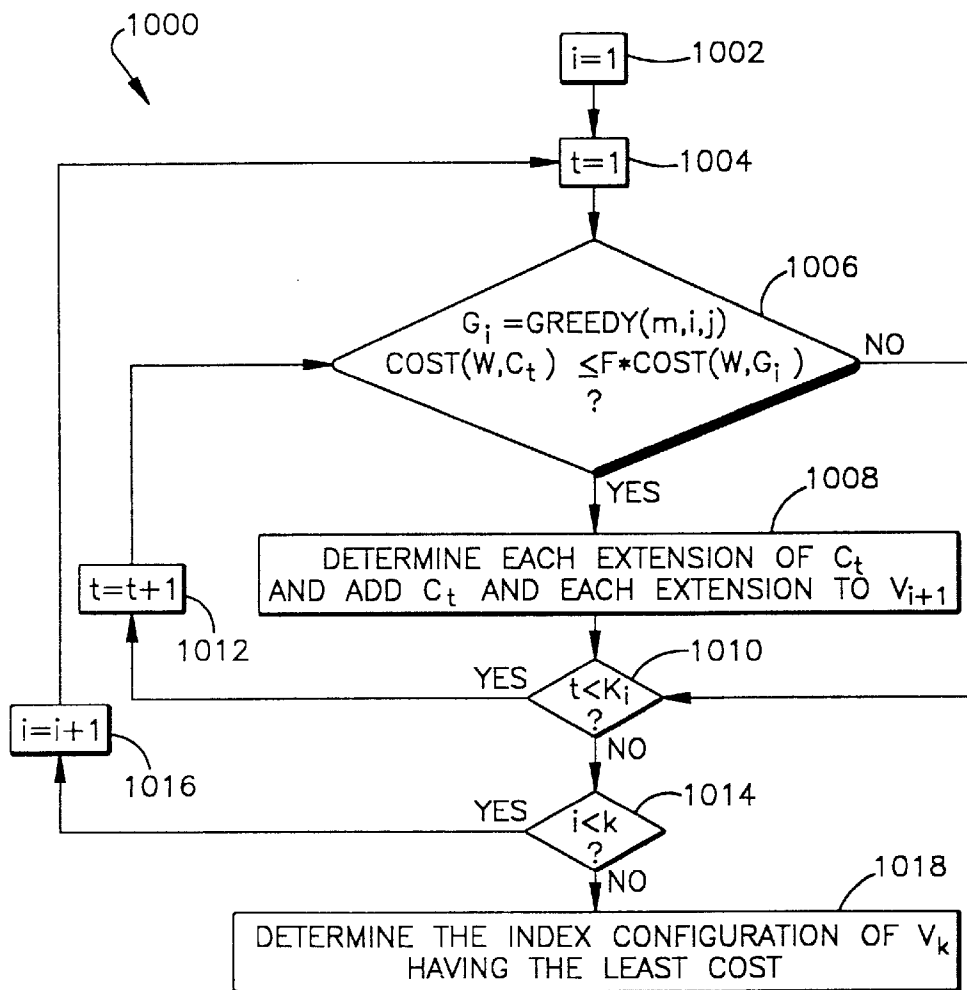 1000
i=1
1002
t=1
1004
1006
G_i =GREEDY(m,i,j)
COST(W,C_t) ≤F*COST(W,G_i )
?
NO
YES
1008
DETERMINE EACH EXTENSION OF C_t
AND ADD C_t AND EACH EXTENSION TO V_{i+1}
t=t+1
1012
1010
YES
t<K_i
?
NO
i=i+1
1016
1014
YES
i<k
?
NO
1018
DETERMINE THE INDEX CONFIGURATION OF V_k
HAVING THE LEAST COST